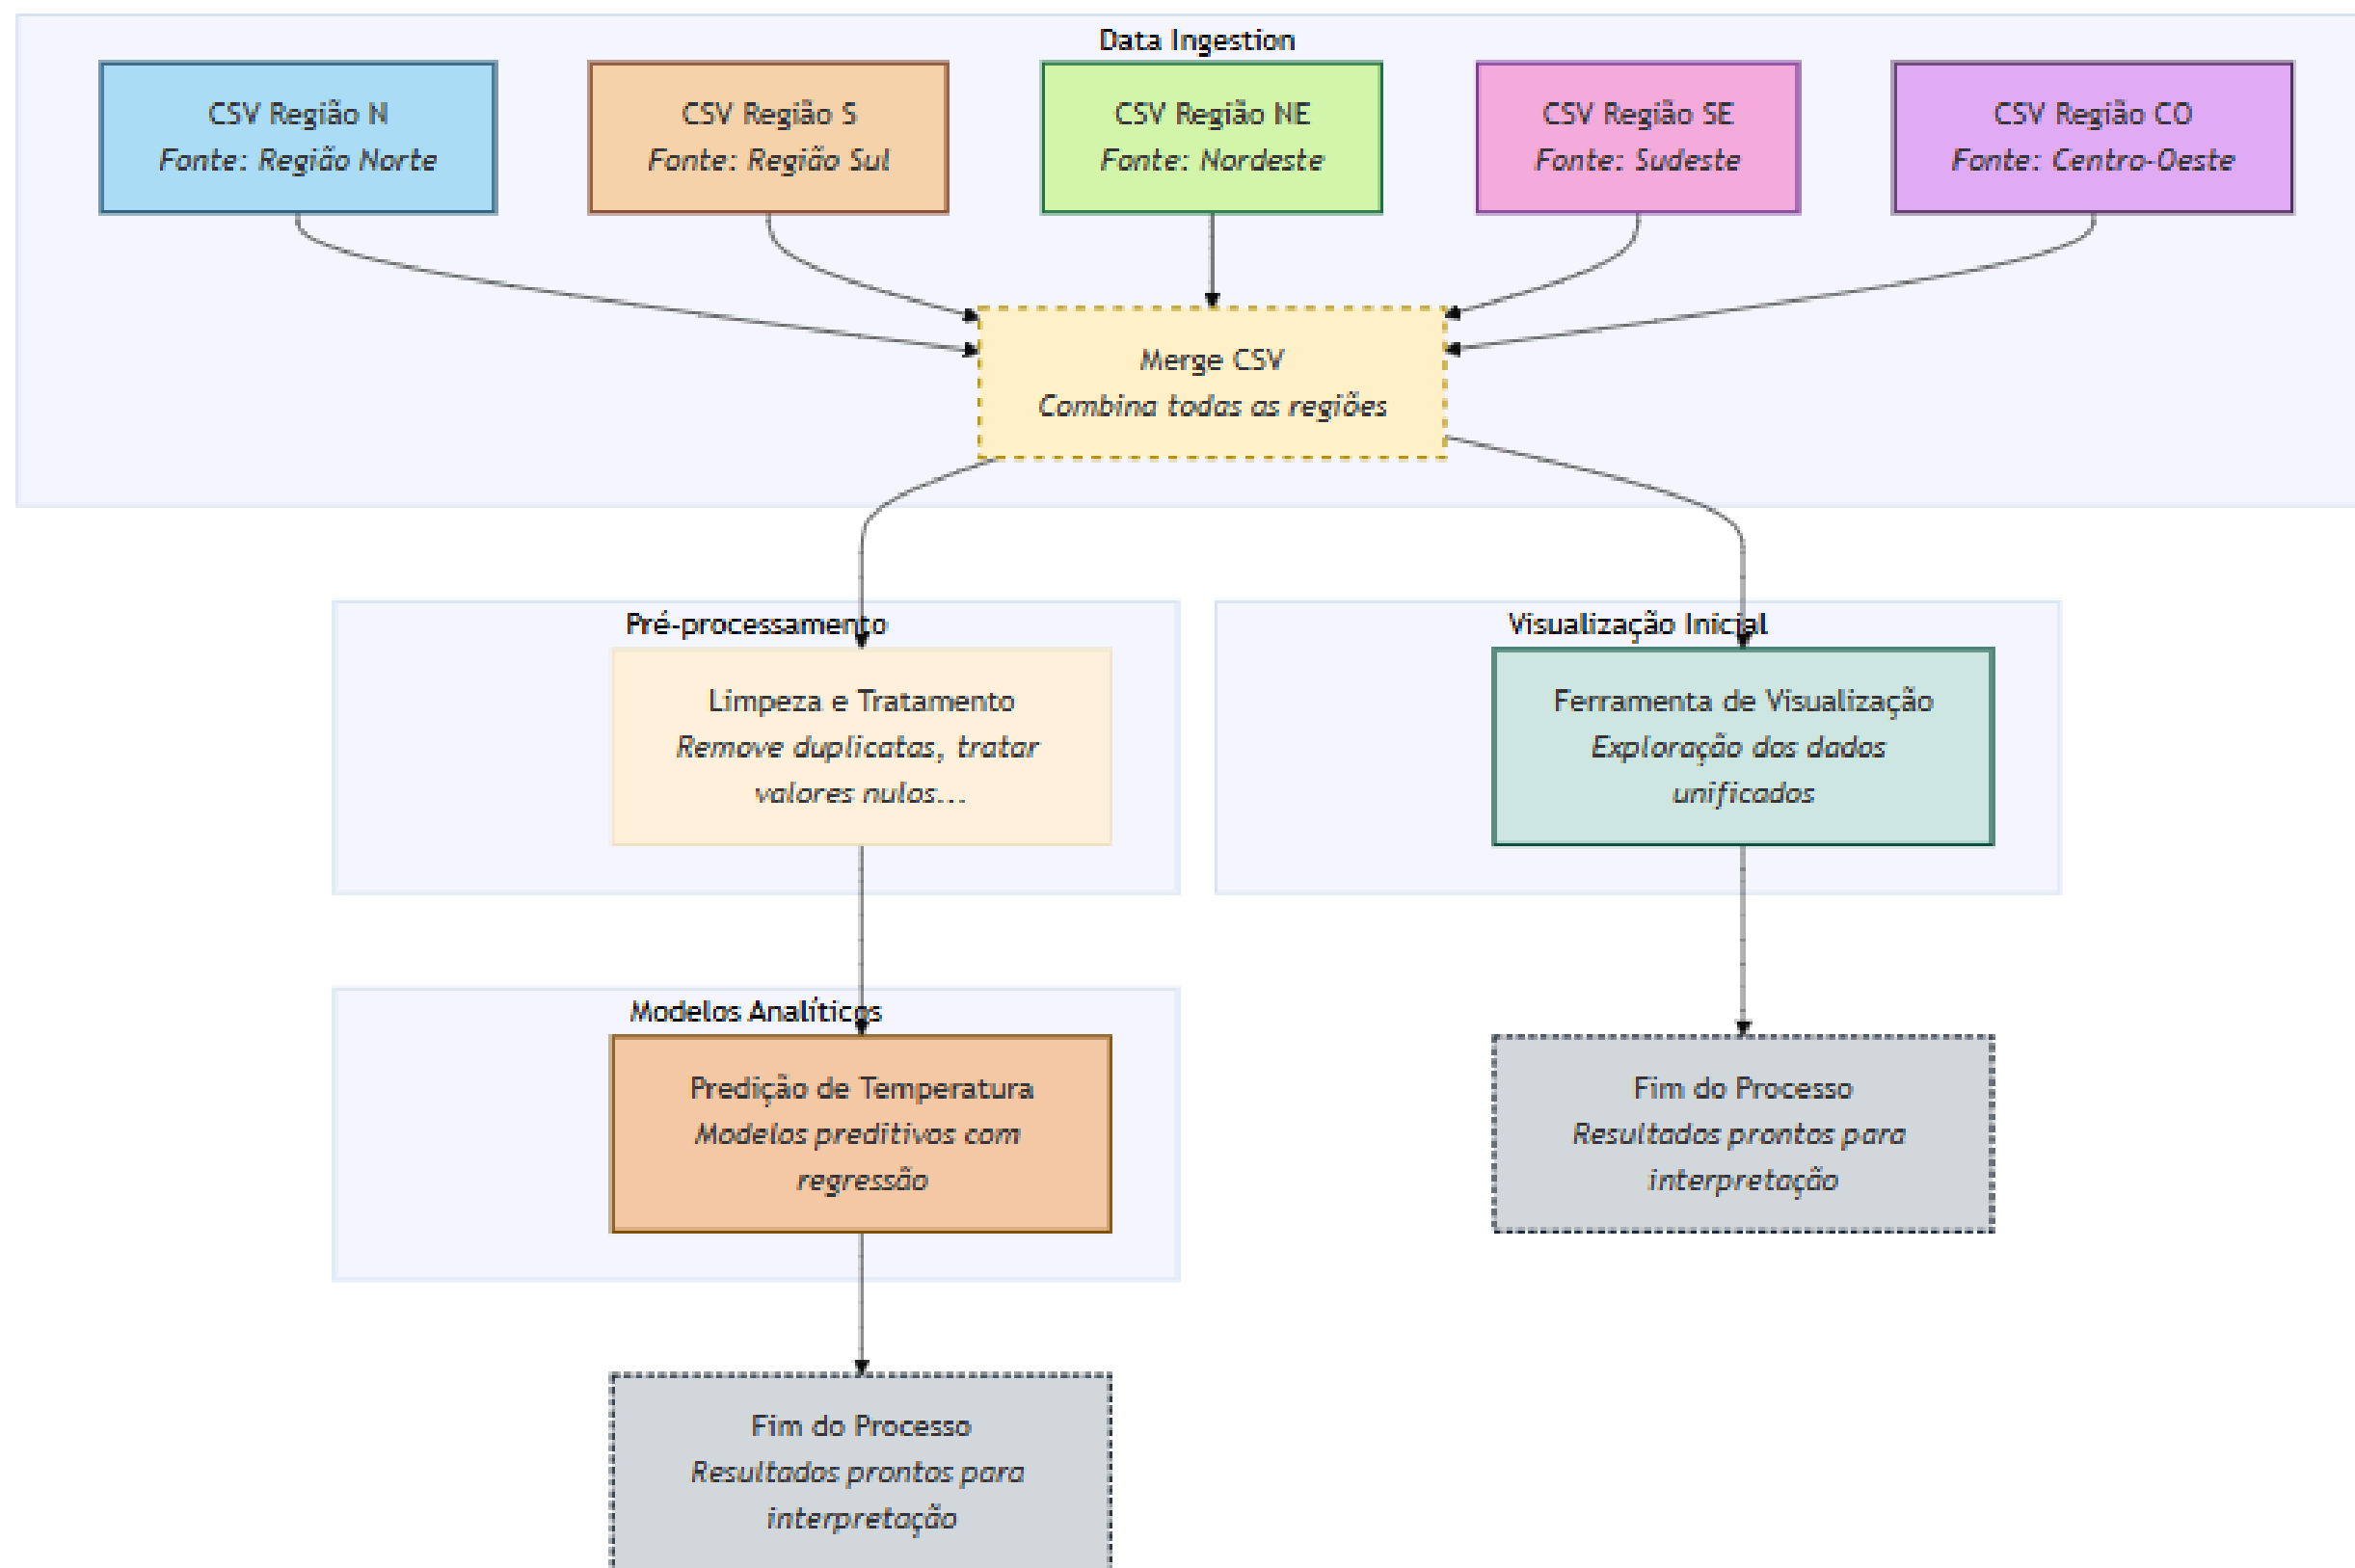 Data Ingestion
CSV Região N
Fonte: Região Norte
CSV Região S
Fonte: Região Sul
CSV Região NE
Fonte: Nordeste
CSV Região SE
Fonte: Sudeste
CSV Região CO
Fonte: Centro-Oeste
Merge CSV
Combina todas as regiões
Pré-processamento
Limpeza e Tratamento
Remove duplicatas, tratar
valores nulos...
Visualização Inicial
Ferramenta de Visualização
Exploração dos dados
unificados
Modelos Analíticos
Predição de Temperatura
Modelos preditivos com
regressão
Fim do Processo
Resultados prontos para
interpretação
Fim do Processo
Resultados prontos para
interpretação